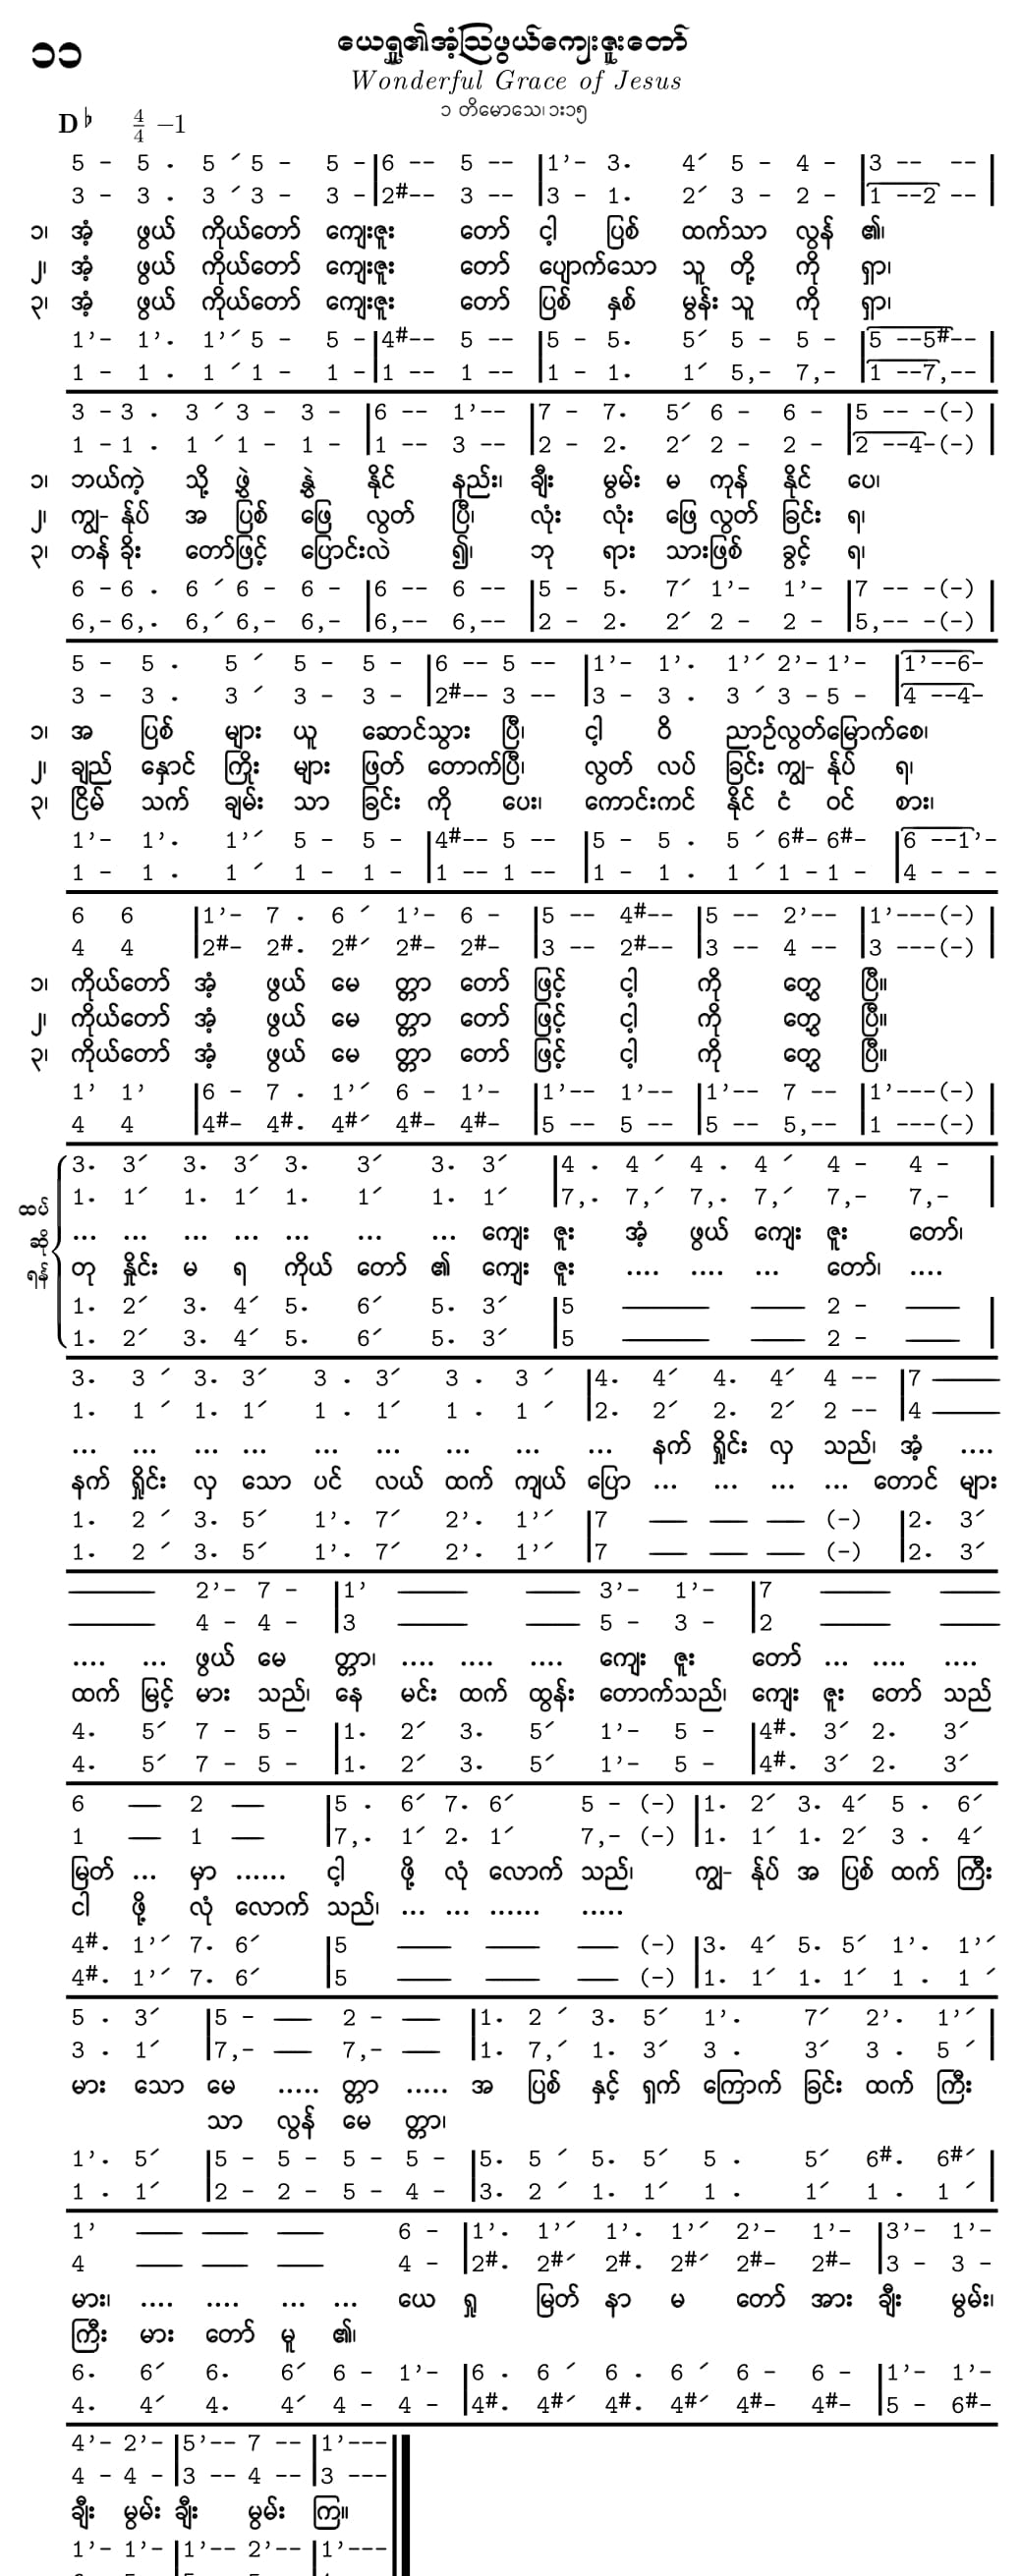 ၁၁
ယေရှု၏အံ့ဩဖွယ်ကျေးဇူးတော်
Wonderful Grace of Jesus
၁ တိမောသေ၊ ၁း၁၅
D♭ 4/4 –1
5 – 5 . 5 ´ 5 – 5 –|6 –– 5 ––|1’– 3. 4´ 5 – 4 –|3 –– ––|
3 – 3 . 3 ´ 3 – 3 –|2#–– 3 ––|3 – 1. 2´ 3 – 2 –|1 ––2 ––|
၁၊ အံ့ ဖွယ် ကိုယ်တော် ကျေးဇူး တော် ငါ့ ပြစ် ထက်သာ လွန် ၏၊
၂၊ အံ့ ဖွယ် ကိုယ်တော် ကျေးဇူး တော် ပျောက်သော သူ တို့ ကို ရှာ၊
၃၊ အံ့ ဖွယ် ကိုယ်တော် ကျေးဇူး တော် ပြစ် နှစ် မွန်း သူ ကို ရှာ၊
1’– 1’. 1’´ 5 – 5 –|4#–– 5 ––|5 – 5. 5´ 5 – 5 –|5 ––5#––|
1 – 1 . 1 ´ 1 – 1 –|1 –– 1 ––|1 – 1. 1´ 5,– 7,–|1 ––7,––|
3 – 3 . 3 ´ 3 – 3 –|6 –– 1’––|7 – 7. 5´ 6 – 6 –|5 –– –(–)|
1 – 1 . 1 ´ 1 – 1 –|1 –– 3 ––|2 – 2. 2´ 2 – 2 –|2 ––4–(–)|
၁၊ ဘယ်ကဲ့ သို့ ဖွဲ့ နွဲ့ နိုင် နည်း၊ ချီး မွမ်း မ ကုန် နိုင် ပေ၊
၂၊ ကျွ– န်ုပ် အ ပြစ် ဖြေ လွတ် ပြီ၊ လုံး လုံး ဖြေ လွတ် ခြင်း ရ၊
၃၊ တန် ခိုး တော်ဖြင့် ပြောင်းလဲ ၍၊ ဘု ရား သားဖြစ် ခွင့် ရ၊
6 – 6 . 6 ´ 6 – 6 –|6 –– 6 ––|5 – 5. 7´ 1’– 1’–|7 –– –(–)|
6,– 6,. 6,´ 6,– 6,–|6,–– 6,––|2 – 2. 2´ 2 – 2 –|5,–– –(–)|
5 – 5 . 5 ´ 5 – 5 –|6 –– 5 ––|1’– 1’. 1’´ 2’– 1’–|1’––6–
3 – 3 . 3 ´ 3 – 3 –|2#–– 3 ––|3 – 3 . 3 ´ 3 – 5 –|4 ––4–
၁၊ အ ပြစ် များ ယူ ဆောင်သွား ပြီ၊ ငါ့ ဝိ ညာဉ်လွတ်မြောက်စေ၊
၂၊ ချည် နှောင် ကြိုး များ ဖြတ် တောက်ပြီ၊ လွတ် လပ် ခြင်း ကျွ– န်ုပ် ရ၊
၃၊ ငြိမ် သက် ချမ်း သာ ခြင်း ကို ပေး၊ ကောင်းကင် နိုင် ငံ ဝင် စား၊
1’– 1’. 1’´ 5 – 5 –|4#–– 5 ––|5 – 5 . 5 ´ 6#– 6#–|6 ––1’–
1 – 1 . 1 ´ 1 – 1 –|1 –– 1 ––|1 – 1 . 1 ´ 1 – 1 –|4 – – –
6 6 |1’– 7 . 6 ´ 1’– 6 –|5 –– 4#––|5 –– 2’––|1’–––(–)|
4 4 |2#– 2#. 2#´ 2#– 2#–|3 –– 2#––|3 –– 4 ––|3 –––(–)|
၁၊ ကိုယ်တော် အံ့ ဖွယ် မေ တ္တာ တော် ဖြင့် ငါ့ ကို တွေ့ ပြီ။
၂၊ ကိုယ်တော် အံ့ ဖွယ် မေ တ္တာ တော် ဖြင့် ငါ့ ကို တွေ့ ပြီ။
၃၊ ကိုယ်တော် အံ့ ဖွယ် မေ တ္တာ တော် ဖြင့် ငါ့ ကို တွေ့ ပြီ။
1’ 1’ |6 – 7 . 1’´ 6 – 1’–|1’–– 1’––|1’–– 7 ––|1’–––(–)|
4 4 |4#– 4#. 4#´ 4#– 4#–|5 –– 5 ––|5 –– 5,––|1 –––(–)|
ထပ် ဆို ရန်
3. 3´ 3. 3´ 3. 3´ 3. 3´ |4 . 4 ´ 4 . 4 ´ 4 – 4 – |
1. 1´ 1. 1´ 1. 1´ 1. 1´ |7,. 7,´ 7,. 7,´ 7,– 7,– |
... ... ... ... ... ... ... ကျေး ဇူး အံ့ ဖွယ် ကျေး ဇူး တော်၊
တု နှိုင်း မ ရ ကိုယ် တော် ၏ ကျေး ဇူး .... .... ... တော်၊ ....
1. 2´ 3. 4´ 5. 6´ 5. 3´ |5 —— —— 2 – —— |
1. 2´ 3. 4´ 5. 6´ 5. 3´ |5 —— —— 2 – —— |
3. 3 ´ 3. 3´ 3 . 3´ 3 . 3 ´ |4. 4´ 4. 4´ 4 –– |7 ——
1. 1 ´ 1. 1´ 1 . 1´ 1 . 1 ´ |2. 2´ 2. 2´ 2 –– |4 ——
... ... ... ... ... ... ... ... ... နက် ရှိုင်း လှ သည်၊ အံ့ ....
နက် ရှိုင်း လှ သော ပင် လယ် ထက် ကျယ် ပြော ... ... ... ... တောင် များ
1. 2 ´ 3. 5´ 1’. 7´ 2’. 1’´ |7 — — — (–) |2. 3´
1. 2 ´ 3. 5´ 1’. 7´ 2’. 1’´ |7 — — — (–) |2. 3´
—— 2’– 7 – |1’ —— —— 3’– 1’– |7 —— ——
—— 4 – 4 – |3 —— —— 5 – 3 – |2 —— ——
.... ... ဖွယ် မေ တ္တာ၊ .... .... .... ကျေး ဇူး တော် ... .... ....
ထက် မြင့် မား သည်၊ နေ မင်း ထက် ထွန်း တောက်သည်၊ ကျေး ဇူး တော် သည်
4. 5´ 7 – 5 – |1. 2´ 3. 5´ 1’– 5 – |4#. 3´ 2. 3´
4. 5´ 7 – 5 – |1. 2´ 3. 5´ 1’– 5 – |4#. 3´ 2. 3´
6 — 2 — |5 . 6´ 7. 6´ 5 – (–) |1. 2´ 3. 4´ 5 . 6´
1 — 1 — |7,. 1´ 2. 1´ 7,– (–) |1. 1´ 1. 2´ 3 . 4´
မြတ် ... မှာ ...... ငါ့ ဖို့ လုံ လောက် သည်၊ ကျွ– န်ုပ် အ ပြစ် ထက် ကြီး
ငါ ဖို့ လုံ လောက် သည်၊ ... ... ...... .....
4#. 1’´ 7. 6´ |5 — — — (–) |3. 4´ 5. 5´ 1’. 1’´
4#. 1’´ 7. 6´ |5 — — — (–) |1. 1´ 1. 1´ 1 . 1 ´
5 . 3´ |5 – — 2 – — |1. 2 ´ 3. 5´ 1’. 7´ 2’. 1’´|
3 . 1´ |7,– — 7,– — |1. 7,´ 1. 3´ 3 . 3´ 3 . 5 ´|
မား သော မေ ..... တ္တာ ..... အ ပြစ် နှင့် ရှက် ကြောက် ခြင်း ထက် ကြီး
သာ လွန် မေ တ္တာ၊
1’. 5´ |5 – 5 – 5 – 5 – |5. 5 ´ 5. 5´ 5 . 5´ 6#. 6#´|
1 . 1´ |2 – 2 – 5 – 4 – |3. 2 ´ 1. 1´ 1 . 1´ 1 . 1 ´|
1’ — — — 6 – |1’. 1’´ 1’. 1’´ 2’– 1’– |3’– 1’–
4 — — — 4 – |2#. 2#´ 2#. 2#´ 2#– 2#– |3 – 3 –
မား၊ .... .... ... ... ယေ ရှု မြတ် နာ မ တော် အား ချီး မွမ်း၊
ကြီး မား တော် မူ ၏၊
6. 6´ 6. 6´ 6 – 1’– |6 . 6 ´ 6 . 6 ´ 6 – 6 – |1’– 1’–
4. 4´ 4. 4´ 4 – 4 – |4#. 4#´ 4#. 4#´ 4#– 4#– |5 – 6#–
4’– 2’– |5’–– 7 –– |1’–––
4 – 4 – |3 –– 4 –– |3 –––
ချီး မွမ်း ချီး မွမ်း ကြ။
1’– 1’– |1’–– 2’–– |1’–––